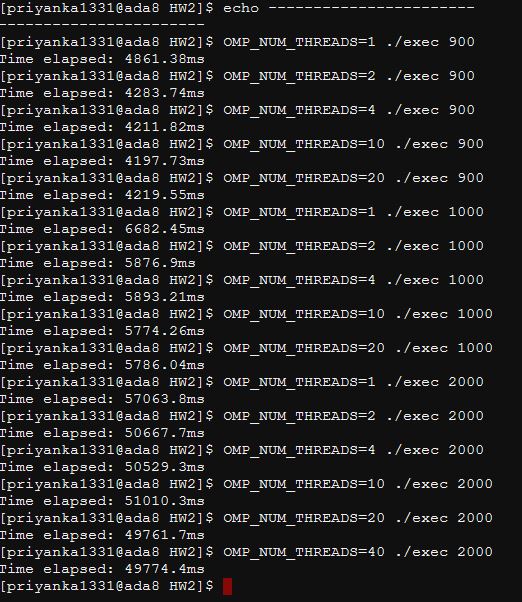 [priyanka1331@ada8 HW2]$ echo -----------------------
-----------------------
[priyanka1331@ada8 HW2]$ OMP_NUM_THREADS=1 ./exec 900
Time elapsed: 4861.38ms
[priyanka1331@ada8 HW2]$ OMP_NUM_THREADS=2 ./exec 900
Time elapsed: 4283.74ms
[priyanka1331@ada8 HW2]$ OMP_NUM_THREADS=4 ./exec 900
Time elapsed: 4211.82ms
[priyanka1331@ada8 HW2]$ OMP_NUM_THREADS=10 ./exec 900
Time elapsed: 4197.73ms
[priyanka1331@ada8 HW2]$ OMP_NUM_THREADS=20 ./exec 900
Time elapsed: 4219.55ms
[priyanka1331@ada8 HW2]$ OMP_NUM_THREADS=1 ./exec 1000
Time elapsed: 6682.45ms
[priyanka1331@ada8 HW2]$ OMP_NUM_THREADS=2 ./exec 1000
Time elapsed: 5876.9ms
[priyanka1331@ada8 HW2]$ OMP_NUM_THREADS=4 ./exec 1000
Time elapsed: 5893.21ms
[priyanka1331@ada8 HW2]$ OMP_NUM_THREADS=10 ./exec 1000
Time elapsed: 5774.26ms
[priyanka1331@ada8 HW2]$ OMP_NUM_THREADS=20 ./exec 1000
Time elapsed: 5786.04ms
[priyanka1331@ada8 HW2]$ OMP_NUM_THREADS=1 ./exec 2000
Time elapsed: 57063.8ms
[priyanka1331@ada8 HW2]$ OMP_NUM_THREADS=2 ./exec 2000
Time elapsed: 50667.7ms
[priyanka1331@ada8 HW2]$ OMP_NUM_THREADS=4 ./exec 2000
Time elapsed: 50529.3ms
[priyanka1331@ada8 HW2]$ OMP_NUM_THREADS=10 ./exec 2000
Time elapsed: 51010.3ms
[priyanka1331@ada8 HW2]$ OMP_NUM_THREADS=20 ./exec 2000
Time elapsed: 49761.7ms
[priyanka1331@ada8 HW2]$ OMP_NUM_THREADS=40 ./exec 2000
Time elapsed: 49774.4ms
[priyanka1331@ada8 HW2]$